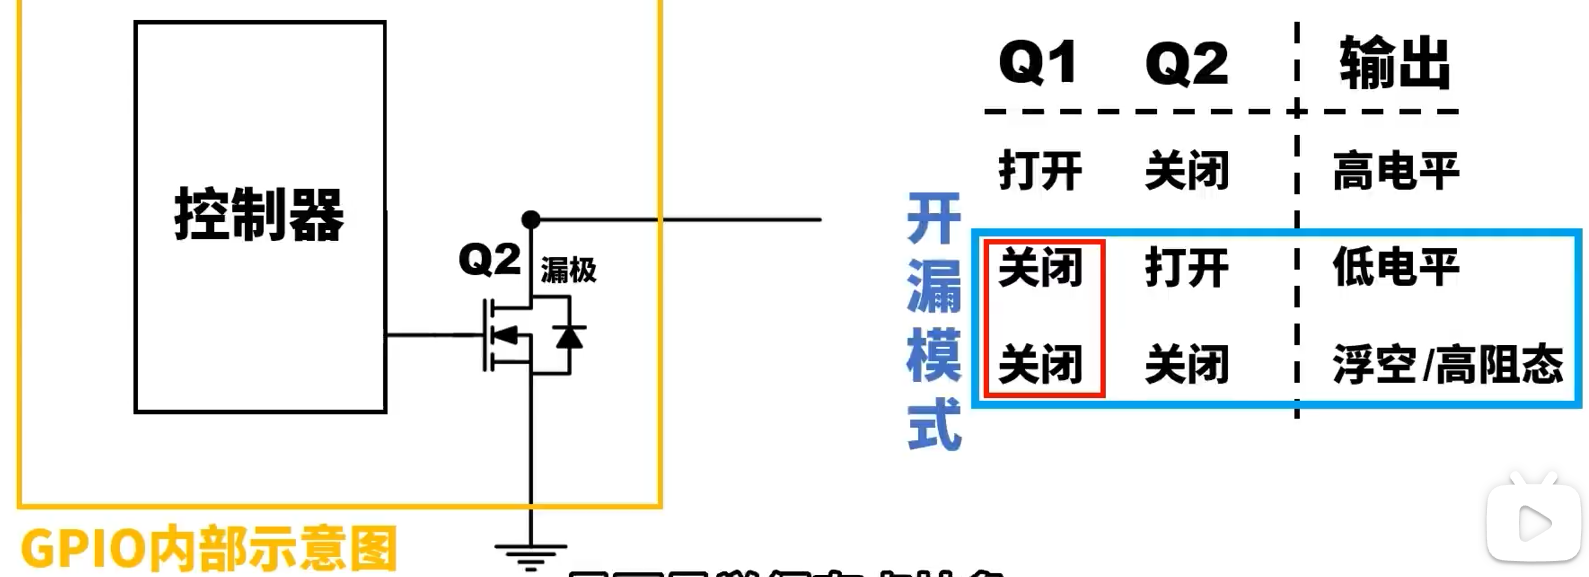 控制器
Q2 漏极
GPIO内部示意图
开漏模式
Q1 Q2 输出
打开 关闭 高电平
关闭 打开 低电平
关闭 关闭 浮空/高阻态